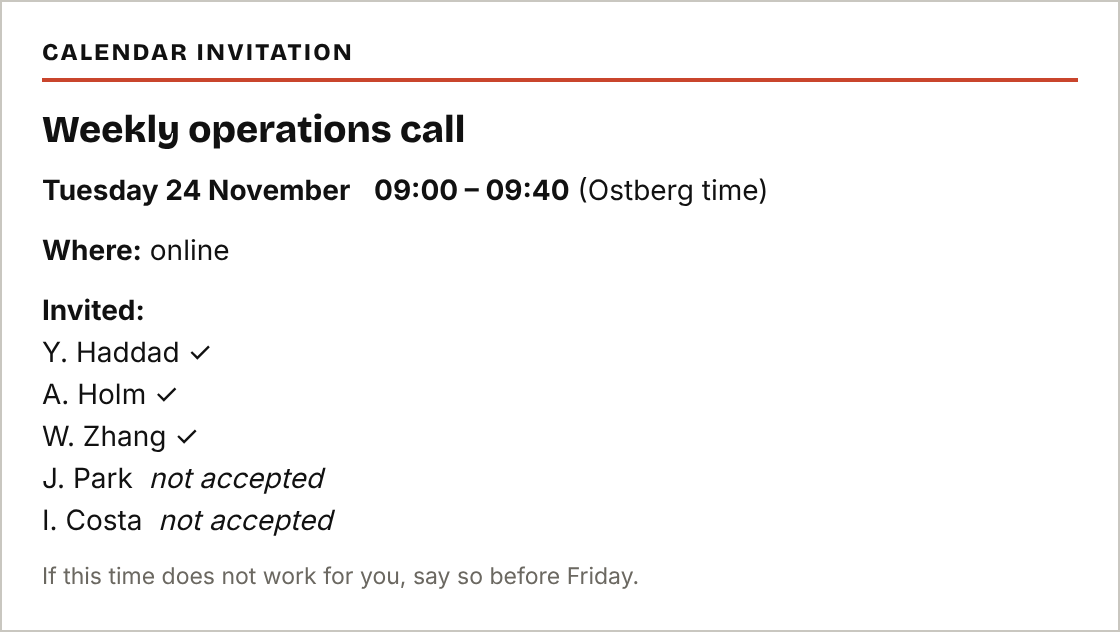 CALENDAR INVITATION
Weekly operations call
Tuesday 24 November 09:00 – 09:40 (Ostberg time)
Where: online
Invited:
Y. Haddad ✓
A. Holm ✓
W. Zhang ✓
J. Park not accepted
I. Costa not accepted
If this time does not work for you, say so before Friday.